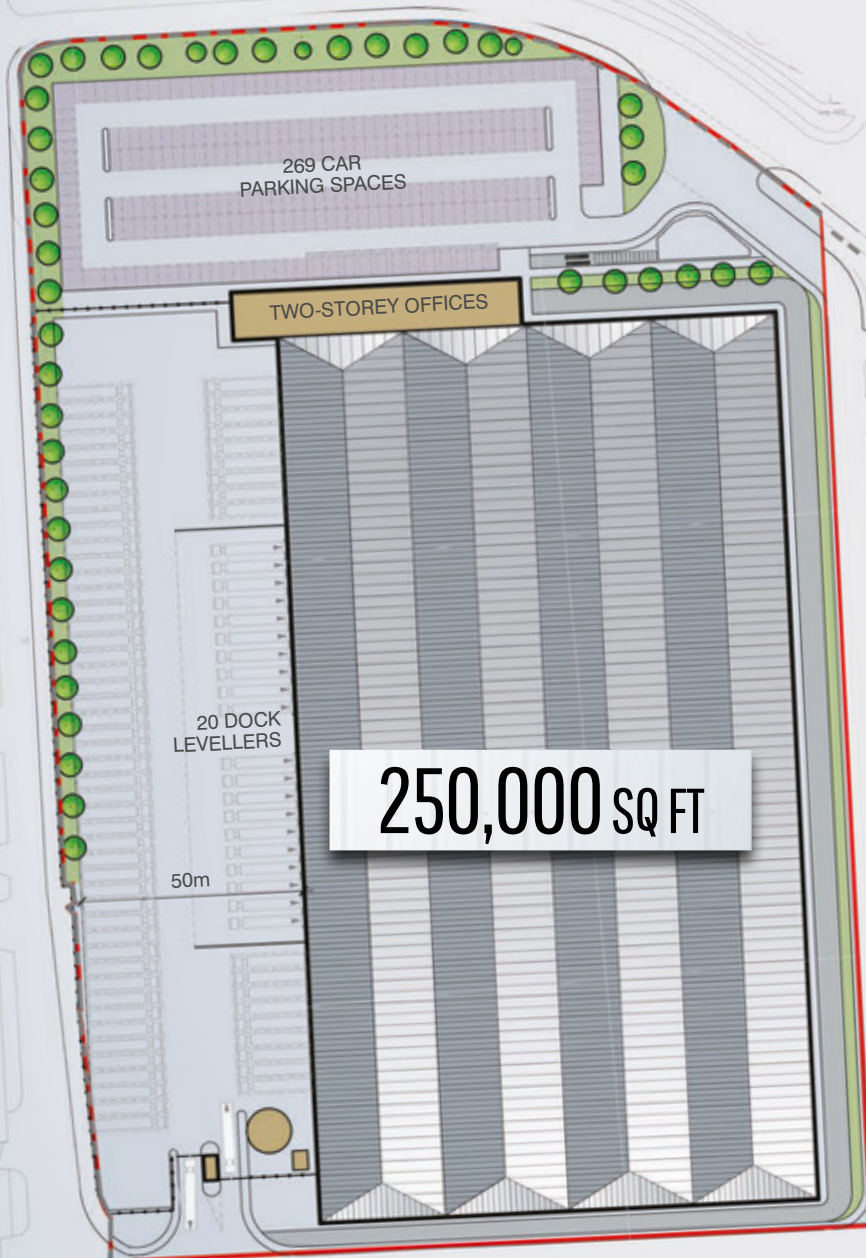 269 CAR
PARKING SPACES
TWO-STOREY OFFICES
20 DOCK
LEVELLERS
250,000 SQ FT
50m